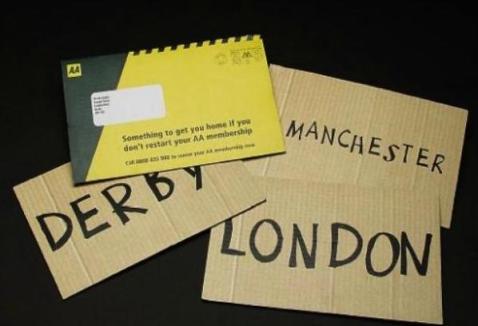 AA
Something to get you home if you
don't restart your AA membership
MANCHESTER
DERBY
LONDON